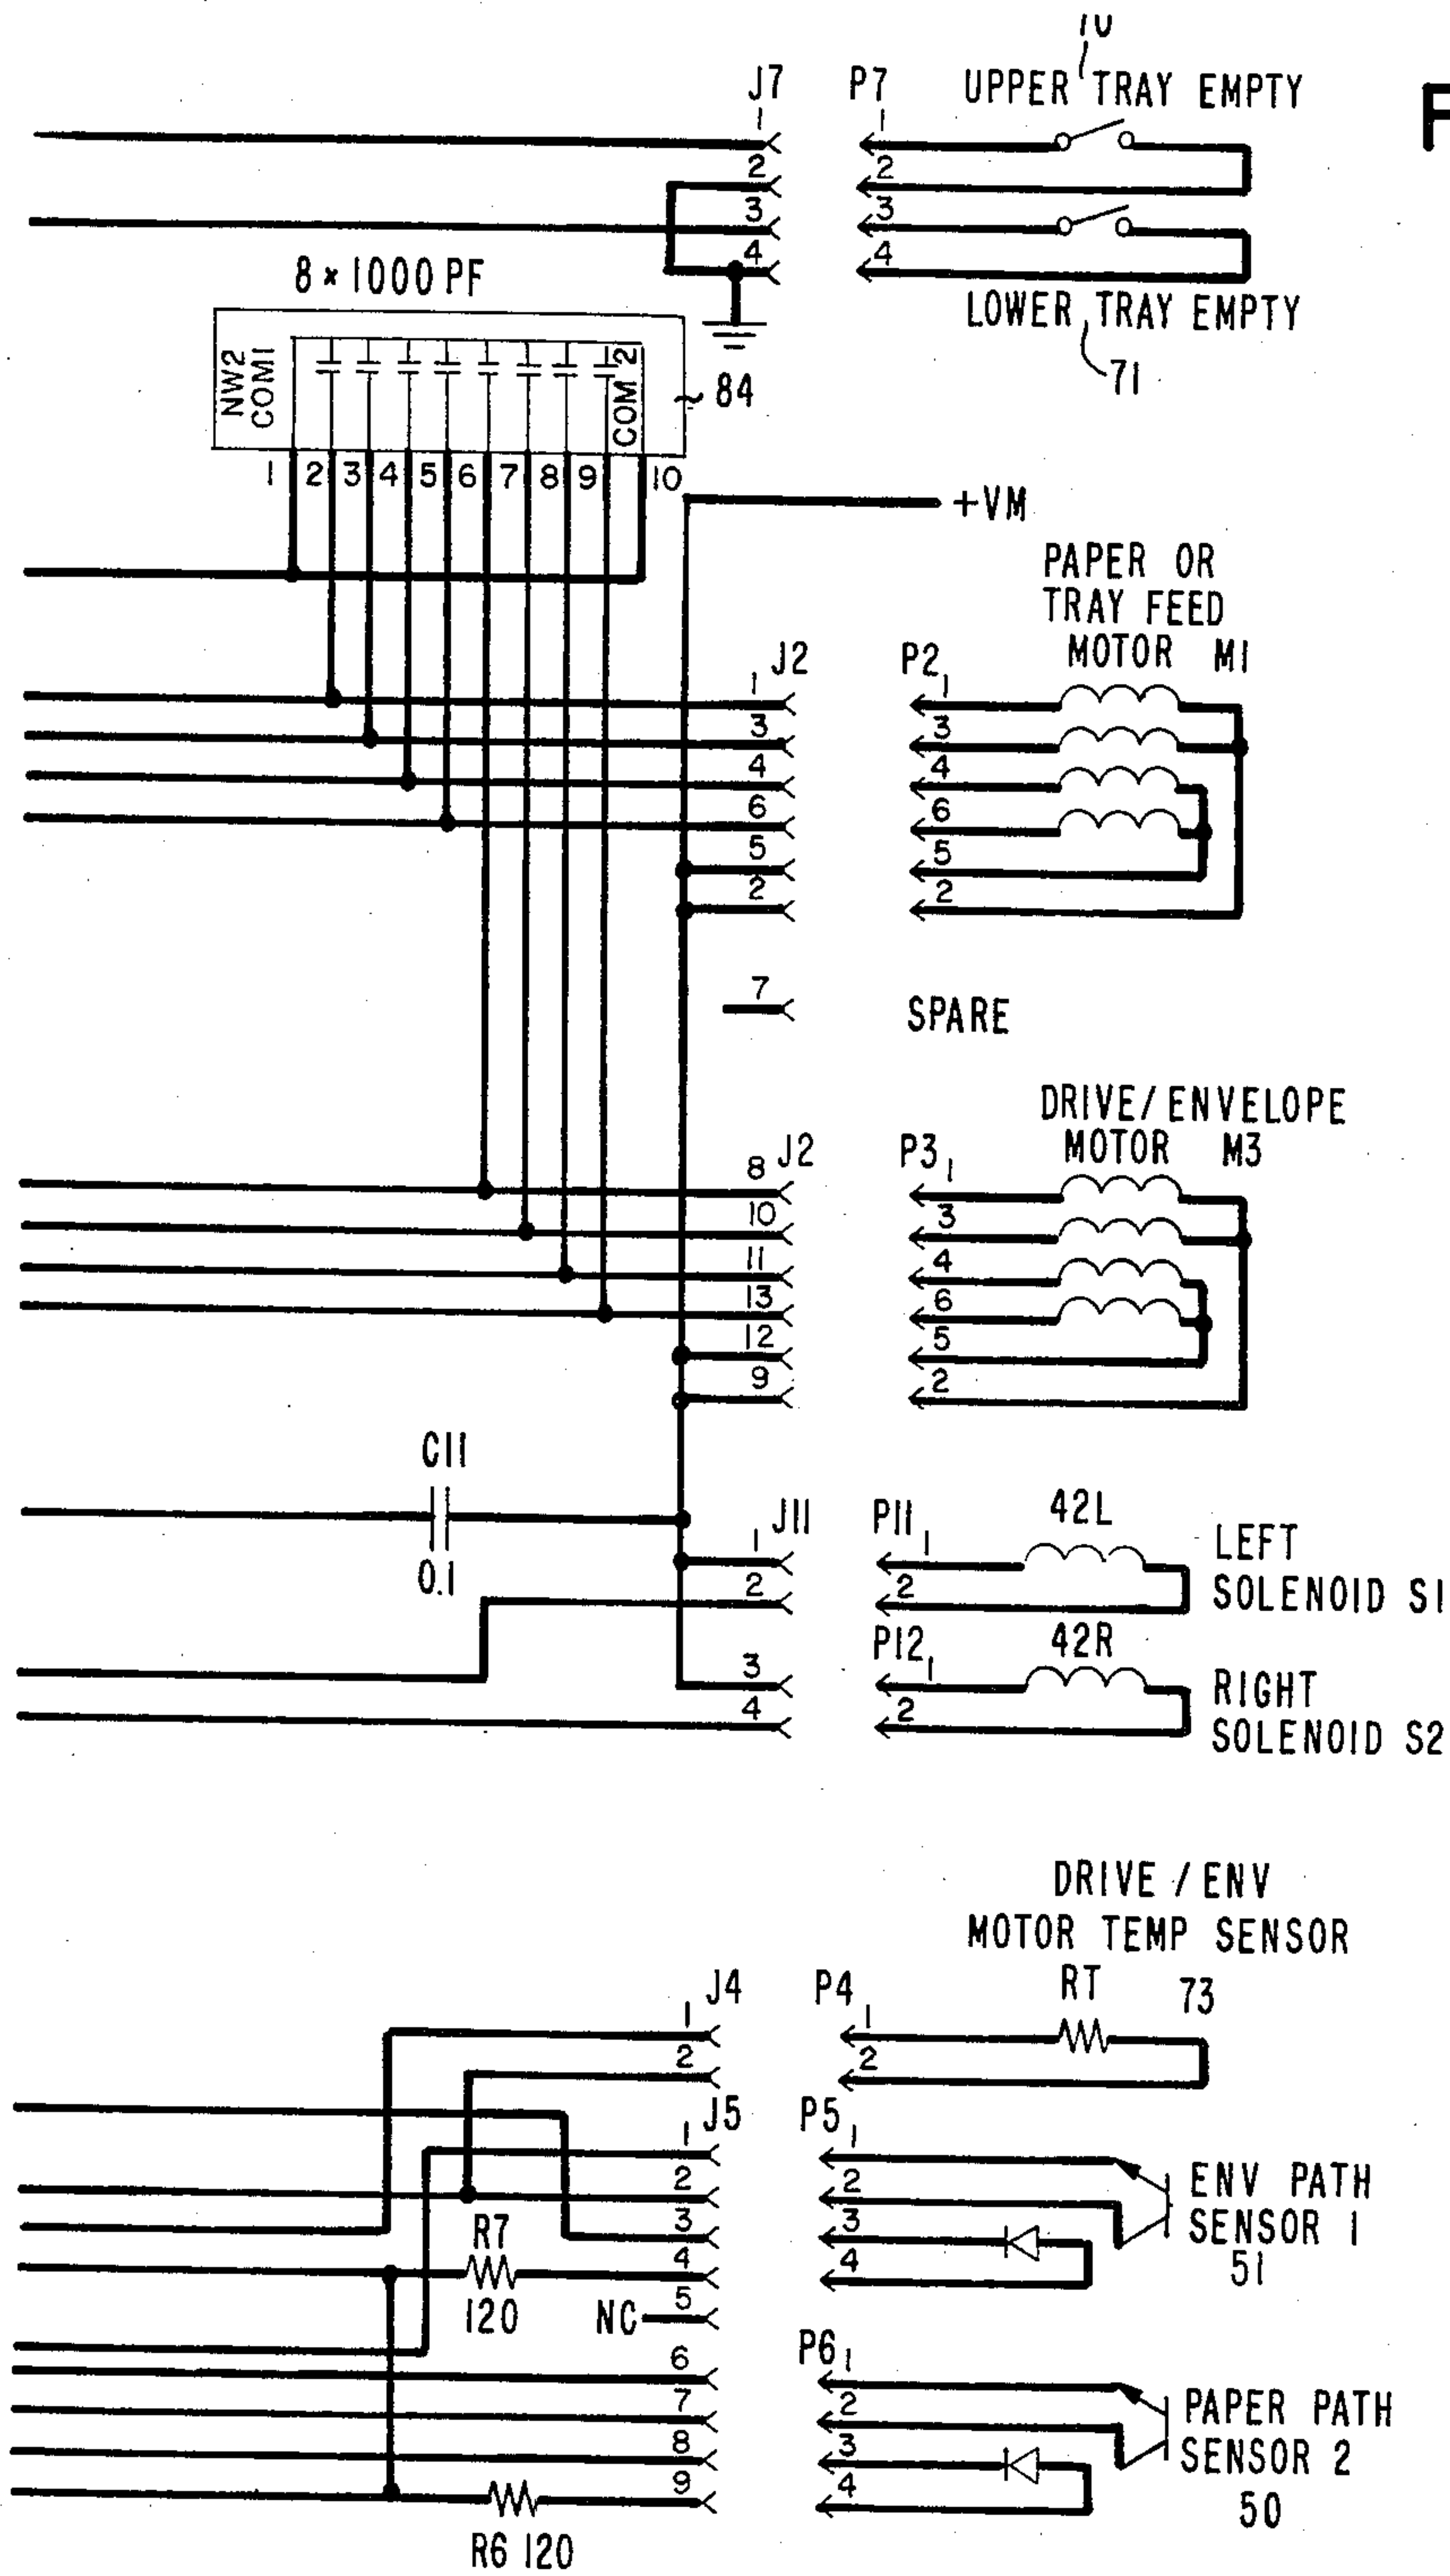 J7 P7 UPPER TRAY EMPTY
1 1
2 2
3 3
4 4
8 × 1000 PF
LOWER TRAY EMPTY
71
NW2
COM1
COM 2
84
1 2 3 4 5 6 7 8 9 10
+VM
PAPER OR
TRAY FEED
MOTOR M1
J2 P2
1 1
3 3
4 4
6 6
5 5
2 2
7 SPARE
DRIVE/ENVELOPE
MOTOR M3
J2 P3
8 1
10 3
11 4
13 6
12 5
9 2
C11
0.1
J11 P11 42L
1 1
2 2
LEFT
SOLENOID S1
P12 42R
3 1
4 2
RIGHT
SOLENOID S2
DRIVE / ENV
MOTOR TEMP SENSOR
RT 73
J4 P4
1 1
2 2
J5 P5
1 1
2 2
3 3
4 4
5
ENV PATH
SENSOR 1
51
R7
120
NC
P6
6 1
7 2
8 3
9 4
PAPER PATH
SENSOR 2
50
R6 120